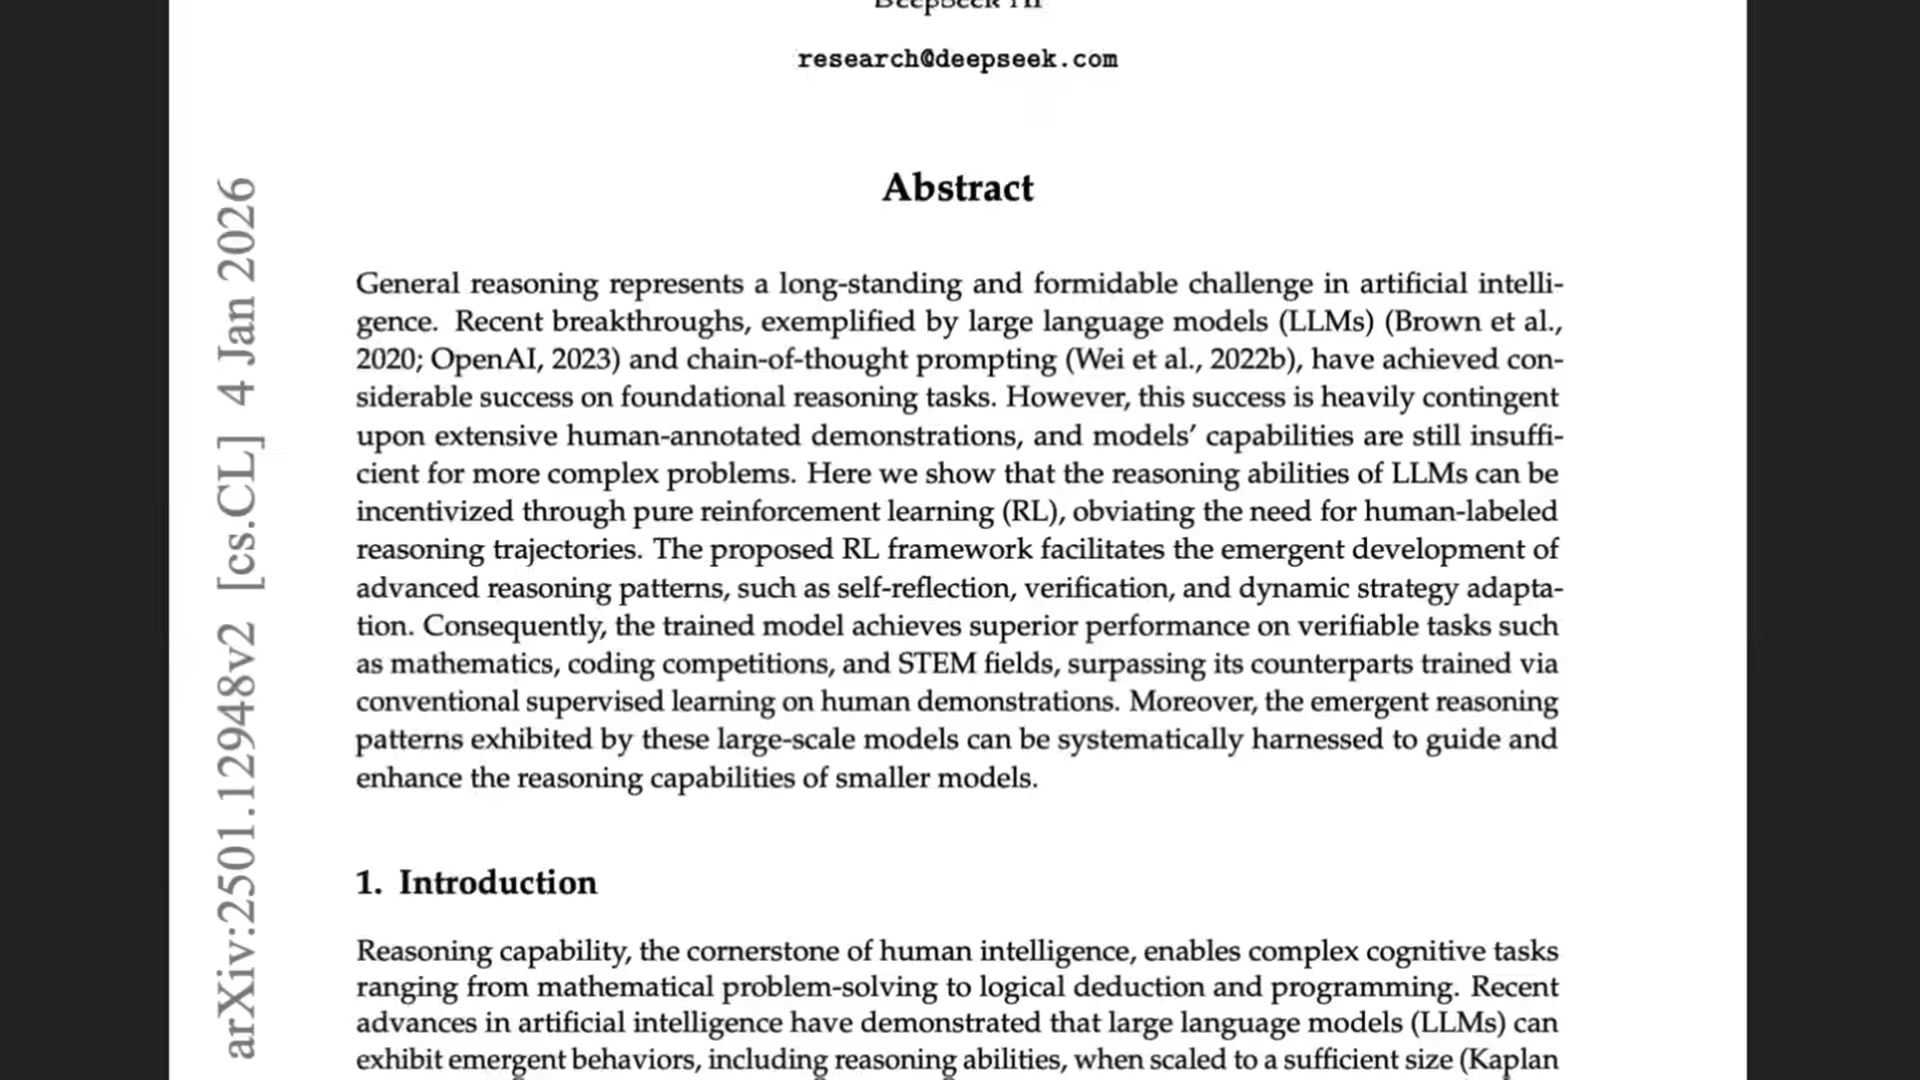 research@deepseek.com
Abstract
General reasoning represents a long-standing and formidable challenge in artificial intelli-
gence. Recent breakthroughs, exemplified by large language models (LLMs) (Brown et al.,
2020; OpenAI, 2023) and chain-of-thought prompting (Wei et al., 2022b), have achieved con-
siderable success on foundational reasoning tasks. However, this success is heavily contingent
upon extensive human-annotated demonstrations, and models’ capabilities are still insuffi-
cient for more complex problems. Here we show that the reasoning abilities of LLMs can be
incentivized through pure reinforcement learning (RL), obviating the need for human-labeled
reasoning trajectories. The proposed RL framework facilitates the emergent development of
advanced reasoning patterns, such as self-reflection, verification, and dynamic strategy adapta-
tion. Consequently, the trained model achieves superior performance on verifiable tasks such
as mathematics, coding competitions, and STEM fields, surpassing its counterparts trained via
conventional supervised learning on human demonstrations. Moreover, the emergent reasoning
patterns exhibited by these large-scale models can be systematically harnessed to guide and
enhance the reasoning capabilities of smaller models.
1. Introduction
Reasoning capability, the cornerstone of human intelligence, enables complex cognitive tasks
ranging from mathematical problem-solving to logical deduction and programming. Recent
advances in artificial intelligence have demonstrated that large language models (LLMs) can
exhibit emergent behaviors, including reasoning abilities, when scaled to a sufficient size (Kaplan
arXiv:2501.12948v2 [cs.CL] 4 Jan 2026